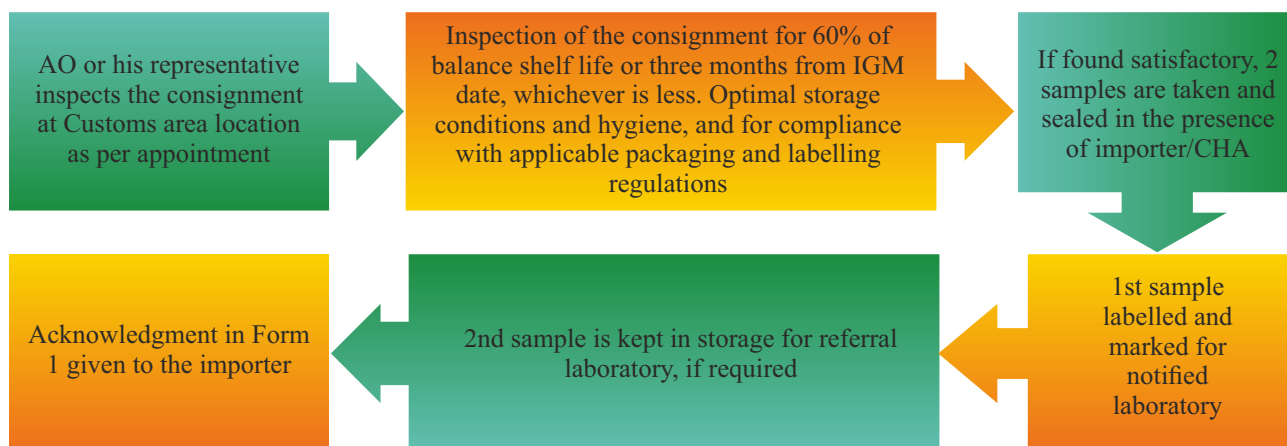 AO or his representative
inspects the consignment
at Customs area location
as per appointment
Inspection of the consignment for 60% of
balance shelf life or three months from IGM
date, whichever is less. Optimal storage
conditions and hygiene, and for compliance
with applicable packaging and labelling
regulations
If found satisfactory, 2
samples are taken and
sealed in the presence
of importer/CHA
1st sample
labelled and
marked for
notified
laboratory
2nd sample is kept in storage for referral
laboratory, if required
Acknowledgment in Form
1 given to the importer